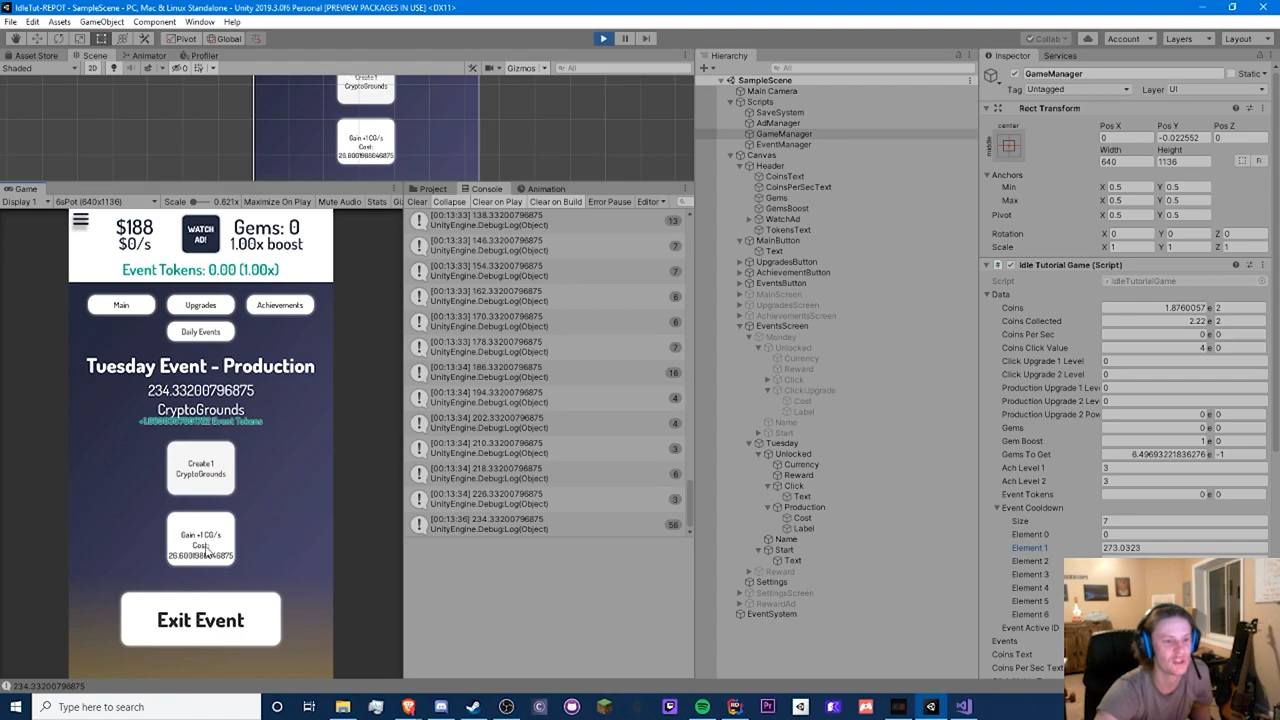 IdleTut-REPOT - SampleScene - PC, Mac & Linux Standalone - Unity 2019.3.0f6 Personal [PREVIEW PACKAGES IN USE] <DX11>
File Edit Assets GameObject Component Window Help
Pivot Global Collab Account Layers Layout
Asset Store Scene Animator Profiler
Shaded 2D 0 Gizmos All
Create 1
CryptoGrounds
Gain +1 CG/s
Cost:
Game
Display 1 6sPot (640x1136) Scale 0.621x Maximize On Play Mute Audio Stats
$188
$0/s
WATCH
AD!
Gems: 0
1.00x boost
Event Tokens: 0.00 (1.00x)
Main Upgrades Achievements
Daily Events
Tuesday Event - Production
234.33200796875
CryptoGrounds
Event Tokens
Create 1
CryptoGrounds
Gain +1 CG/s
Cost:
Exit Event
234.33200796875
Project Console Animation
Clear Collapse Clear on Play Clear on Build Error Pause Editor
[00:13:33] 138.33200796875
UnityEngine.Debug:Log(Object) 13
[00:13:33] 146.33200796875
UnityEngine.Debug:Log(Object) 7
[00:13:33] 154.33200796875
UnityEngine.Debug:Log(Object) 7
[00:13:33] 162.33200796875
UnityEngine.Debug:Log(Object) 6
[00:13:33] 170.33200796875
UnityEngine.Debug:Log(Object) 6
[00:13:33] 178.33200796875
UnityEngine.Debug:Log(Object) 7
[00:13:34] 186.33200796875
UnityEngine.Debug:Log(Object) 16
[00:13:34] 194.33200796875
UnityEngine.Debug:Log(Object) 4
[00:13:34] 202.33200796875
UnityEngine.Debug:Log(Object) 4
[00:13:34] 210.33200796875
UnityEngine.Debug:Log(Object) 3
[00:13:34] 218.33200796875
UnityEngine.Debug:Log(Object) 6
[00:13:34] 226.33200796875
UnityEngine.Debug:Log(Object) 3
[00:13:36] 234.33200796875
UnityEngine.Debug:Log(Object) 56
Hierarchy
All
SampleScene
Main Camera
Scripts
SaveSystem
AdManager
GameManager
EventManager
Canvas
Header
CoinsText
CoinsPerSecText
Gems
GemsBoost
WatchAd
TokensText
MainButton
Text
UpgradesButton
AchievementButton
EventsButton
MainScreen
UpgradesScreen
AchievementsScreen
EventsScreen
Monday
Unlocked
Currency
Reward
Click
ClickUpgrade
Cost
Label
Name
Start
Tuesday
Unlocked
Currency
Reward
Click
Text
Production
Cost
Label
Name
Start
Text
Reward
Settings
SettingsScreen
RewardAd
EventSystem
Inspector Services
GameManager Static
Tag Untagged Layer UI
Rect Transform
center Pos X Pos Y Pos Z
middle 0 -0.022552 0
Width Height
640 1136 R
Anchors
Min X 0.5 Y 0.5
Max X 0.5 Y 0.5
Pivot X 0.5 Y 0.5
Rotation X 0 Y 0 Z 0
Scale X 1 Y 1 Z 1
Idle Tutorial Game (Script)
Script IdleTutorialGame
Data
Coins 1.8760057 e 2
Coins Collected 2.22 e 2
Coins Per Sec 0 e 0
Coins Click Value 4 e 0
Click Upgrade 1 Level 0
Click Upgrade 2 Level 0
Production Upgrade 1 Leve 0
Production Upgrade 2 Leve 0
Production Upgrade 2 Pow 0 e 0
Gems 0 e 0
Gem Boost 1 e 0
Gems To Get 6.49693221836276 e -1
Ach Level 1 3
Ach Level 2 3
Event Tokens 0 e 0
Event Cooldown
Size 7
Element 0 0
Element 1 273.0323
Element 2
Element 3
Element 4
Element 5
Element 6
Event Active ID
Events
Coins Text
Coins Per Sec Text
Type here to search